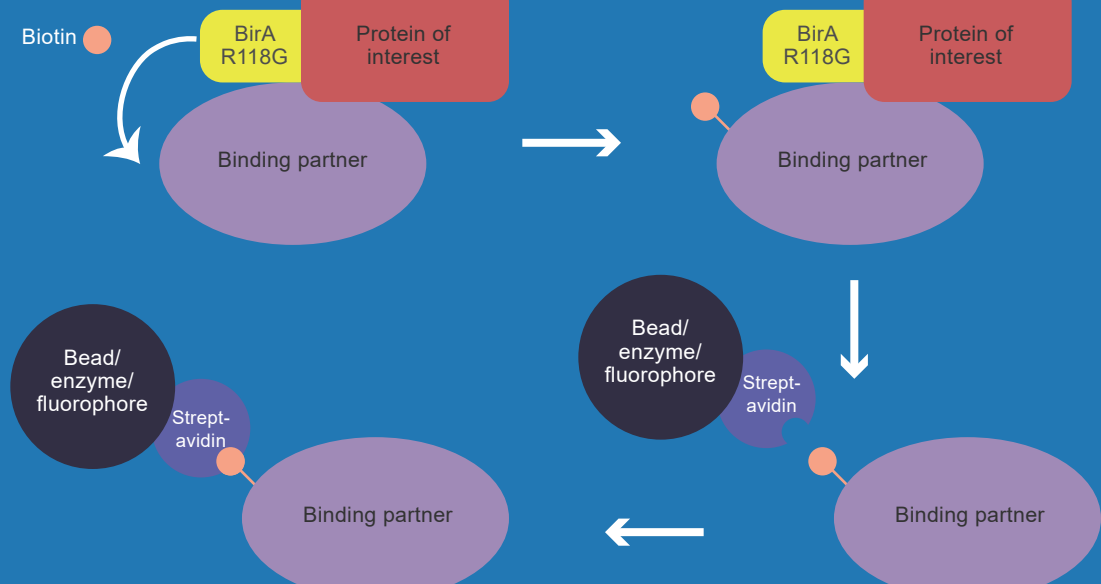 Biotin
BirA
R118G
Protein of
interest
Binding partner
BirA
R118G
Protein of
interest
Binding partner
Bead/
enzyme/
fluorophore
Strept-
avidin
Binding partner
Bead/
enzyme/
fluorophore
Strept-
avidin
Binding partner